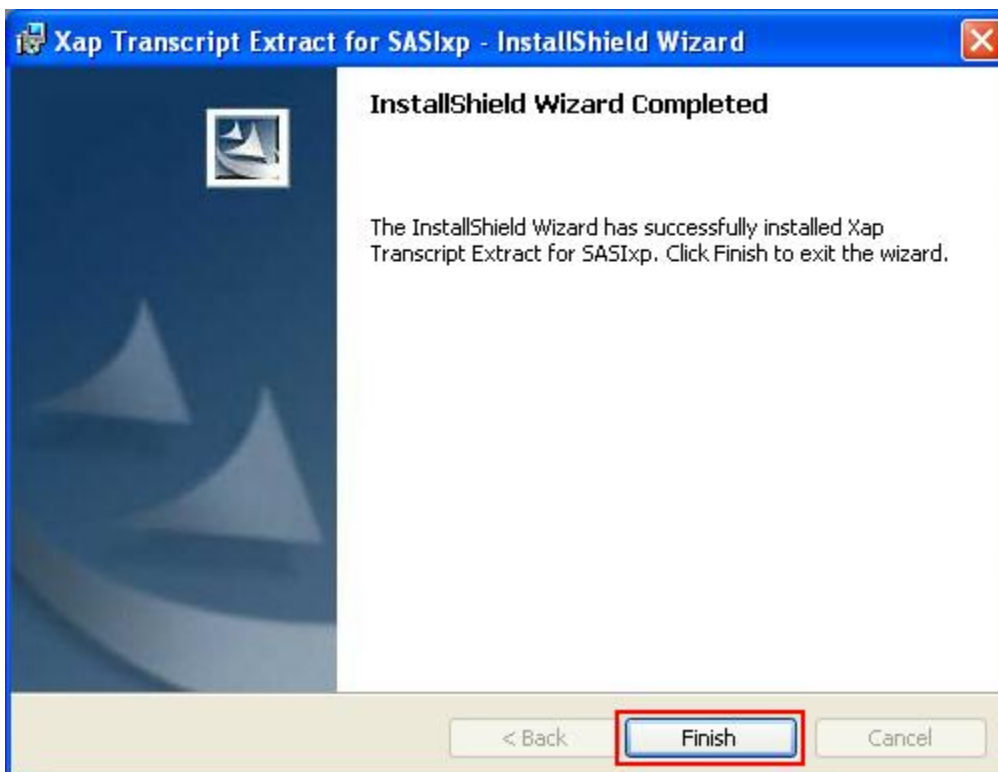 Xap Transcript Extract for SASIxp - InstallShield Wizard
InstallShield Wizard Completed
The InstallShield Wizard has successfully installed Xap
Transcript Extract for SASIxp. Click Finish to exit the wizard.
< Back Finish Cancel